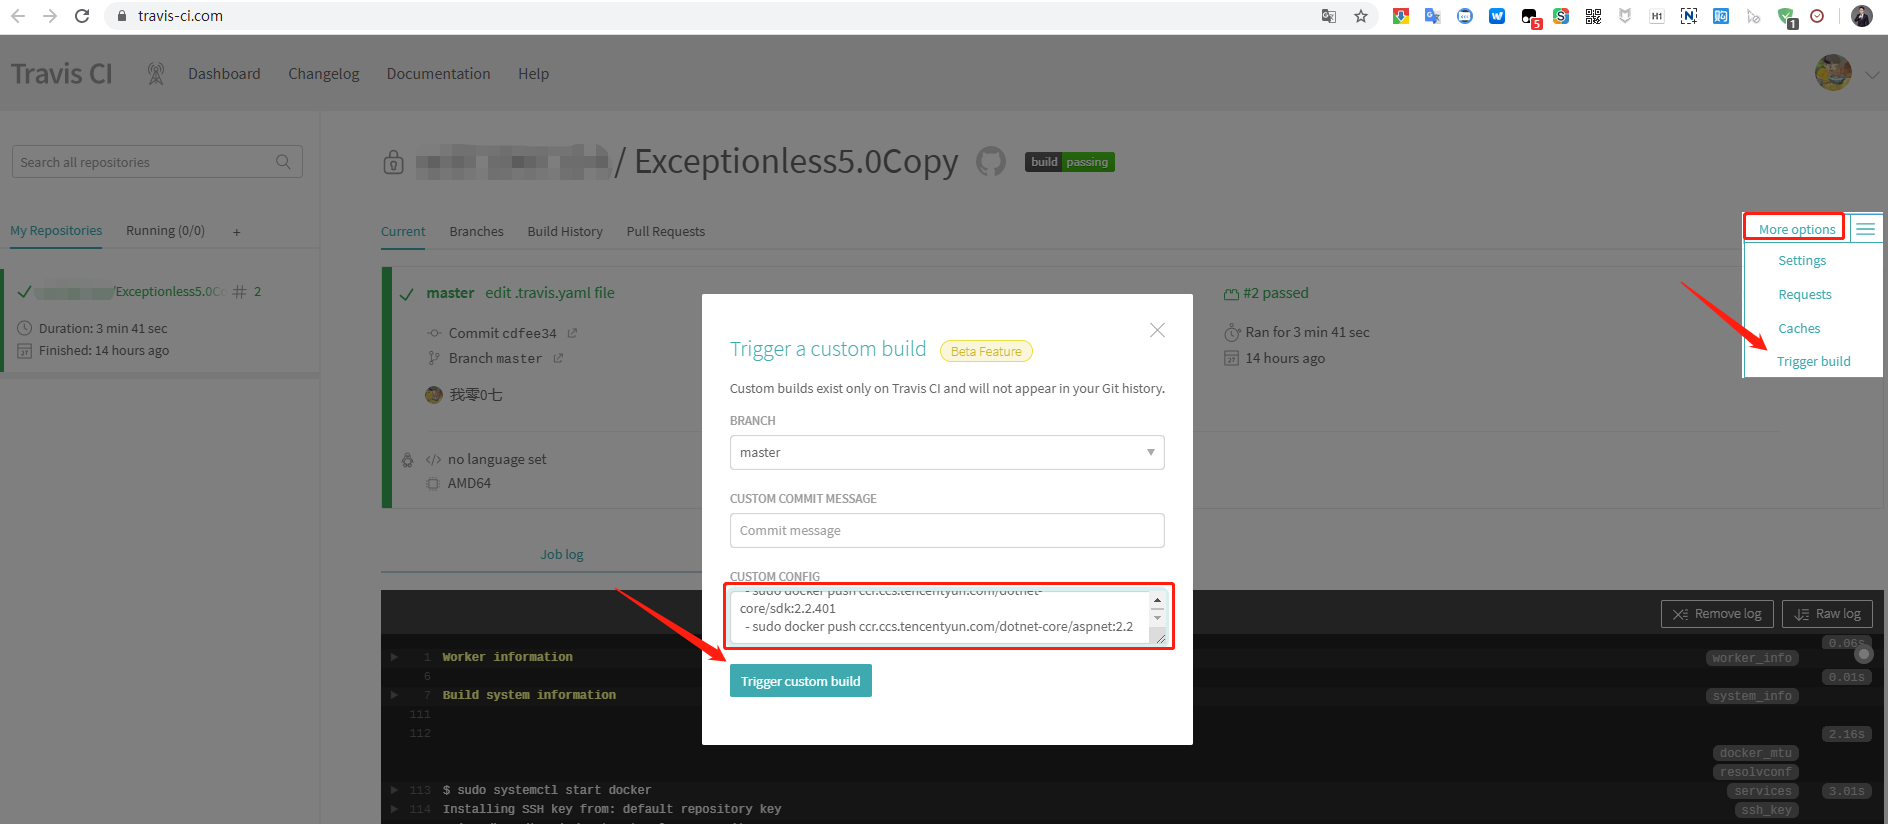 travis-ci.com
5
H1
1
Travis CI
Dashboard
Changelog
Documentation
Help
Search all repositories
/ Exceptionless5.0Copy
build passing
My Repositories
Running (0/0)
+
Current
Branches
Build History
Pull Requests
More options
Settings
Requests
Caches
Trigger build
/Exceptionless5.0Co
# 2
Duration: 3 min 41 sec
Finished: 14 hours ago
master edit .travis.yaml file
Commit cdfee34
Branch master
我零0七
no language set
AMD64
#2 passed
Ran for 3 min 41 sec
14 hours ago
Trigger a custom build
Beta Feature
Custom builds exist only on Travis CI and will not appear in your Git history.
BRANCH
master
CUSTOM COMMIT MESSAGE
Commit message
CUSTOM CONFIG
- sudo docker push ccr.ccs.tencentyun.com/dotnet-
core/sdk:2.2.401
- sudo docker push ccr.ccs.tencentyun.com/dotnet-core/aspnet:2.2
Trigger custom build
Job log
Remove log
Raw log
0.06s
1 Worker information worker_info
6 0.01s
7 Build system information system_info
111
112 2.16s
docker_mtu
resolvconf
113 $ sudo systemctl start docker services 3.01s
114 Installing SSH key from: default repository key ssh_key